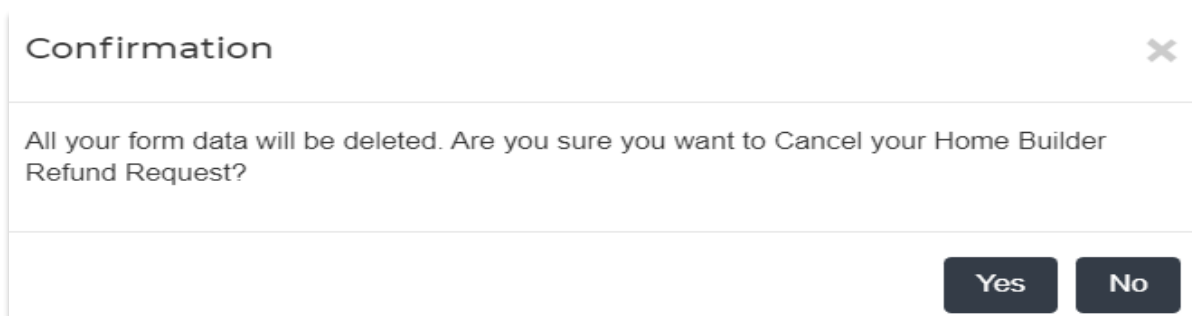 Confirmation
All your form data will be deleted. Are you sure you want to Cancel your Home Builder
Refund Request?
Yes No